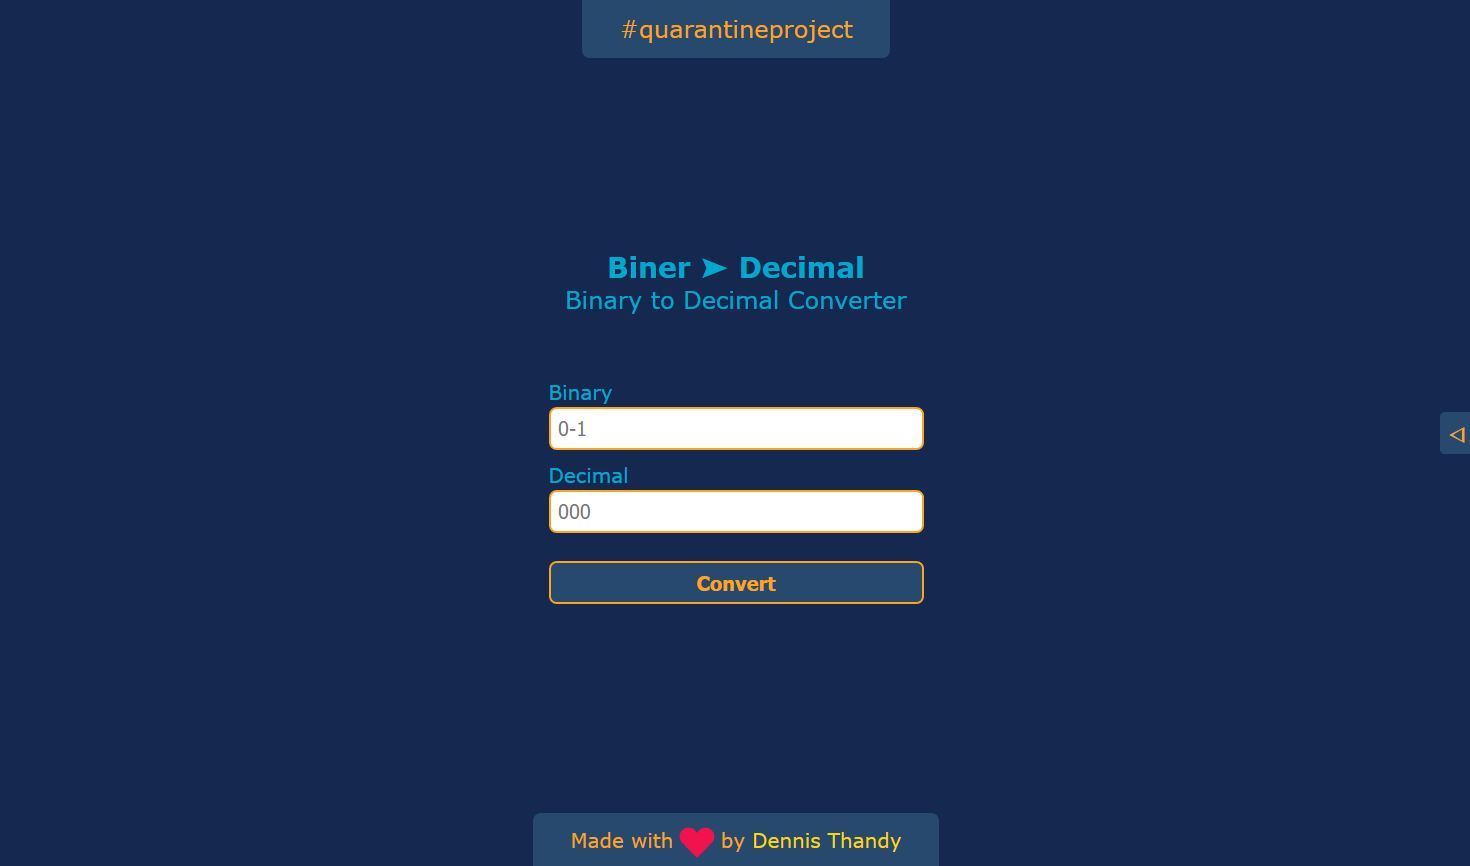 #quarantineproject
Biner ➤ Decimal
Binary to Decimal Converter
Binary
0-1
Decimal
000
Convert
Made with ❤ by Dennis Thandy